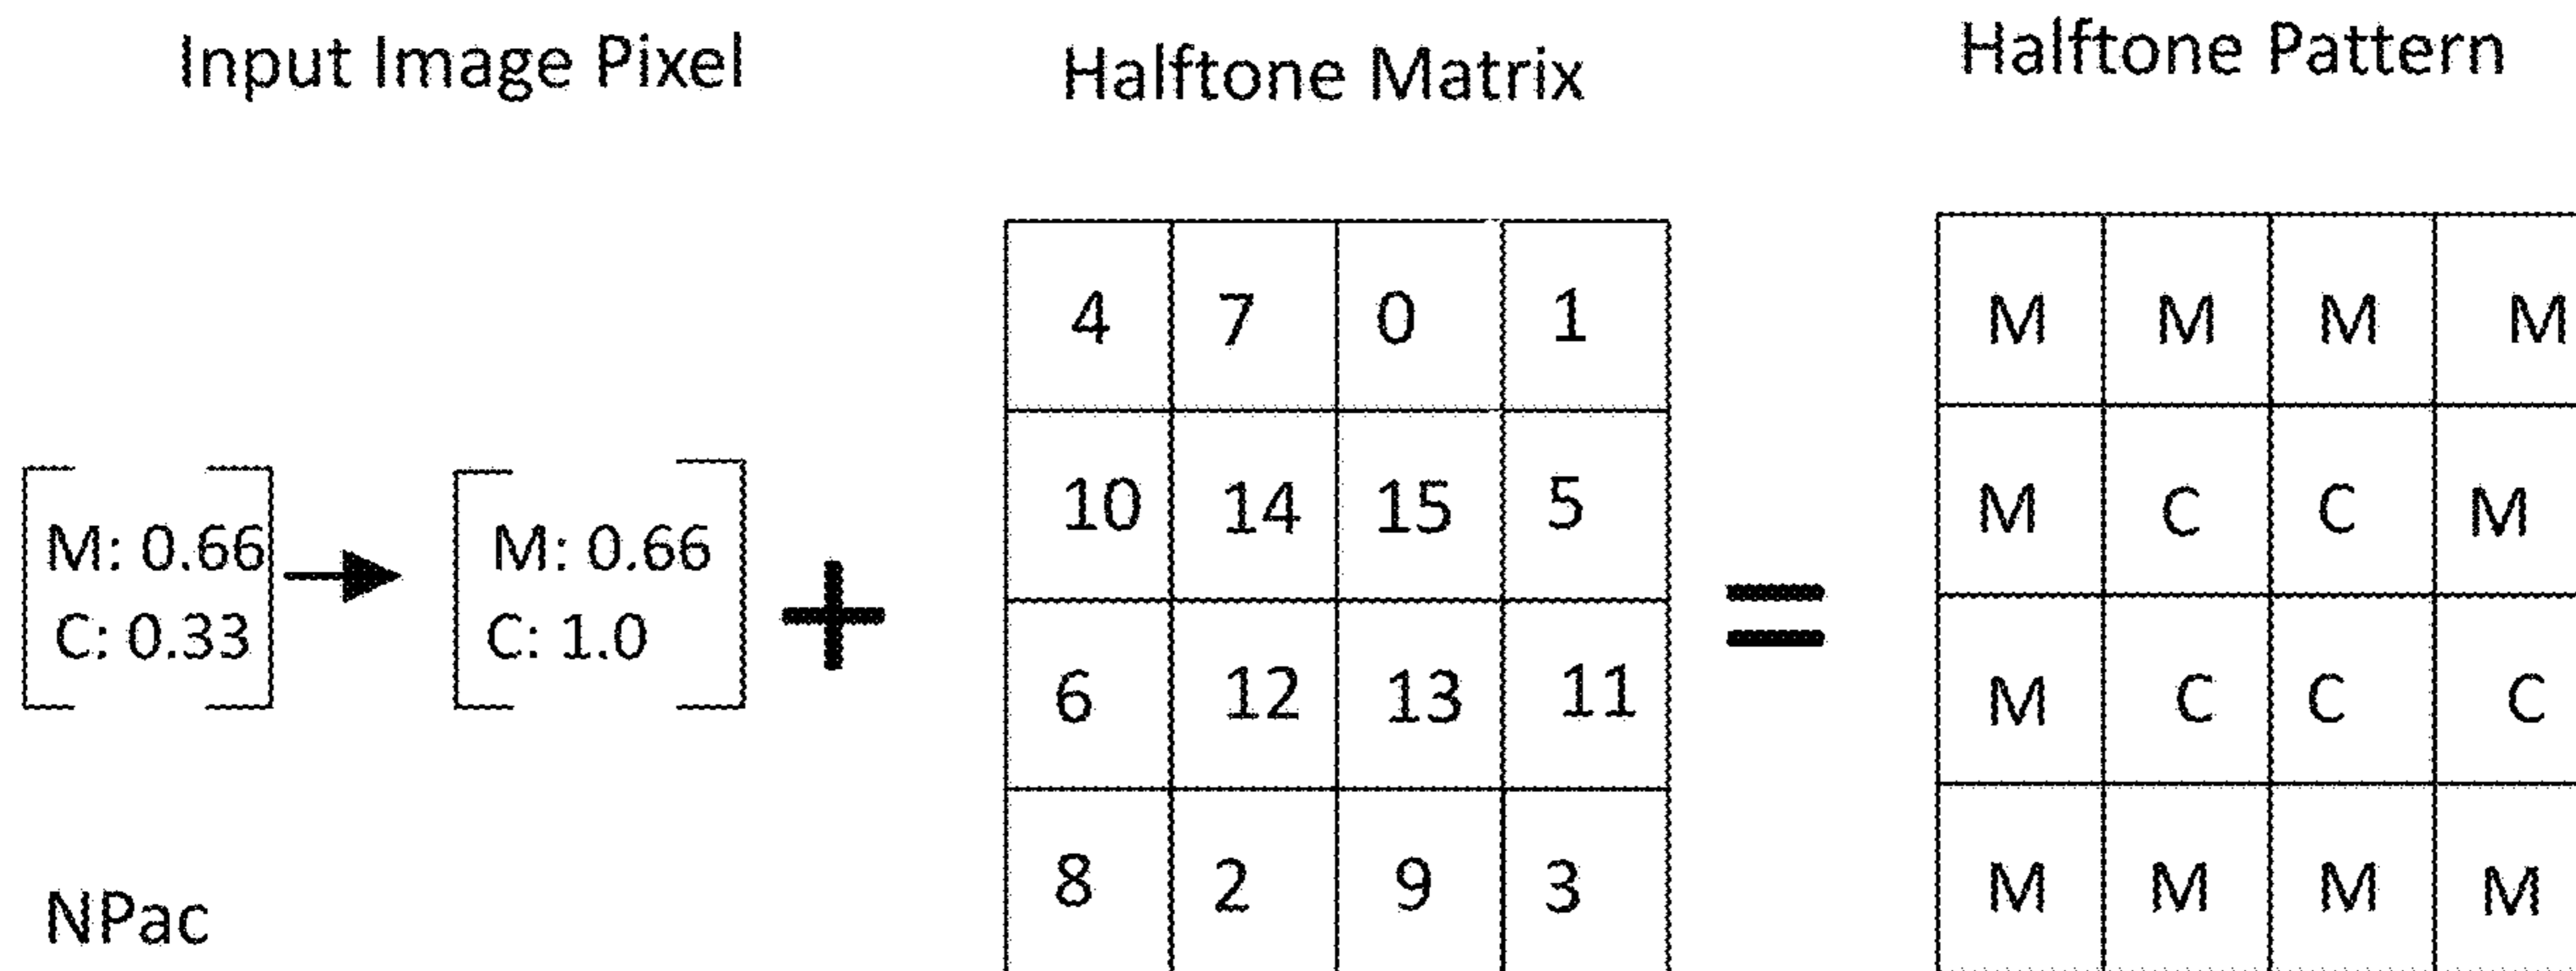 Input Image Pixel
Halftone Matrix
Halftone Pattern
M: 0.66
C: 0.33
M: 0.66
C: 1.0
+
4 7 0 1
10 14 15 5
6 12 13 11
8 2 9 3
=
M M M M
M C C M
M C C C
M M M M
NPac